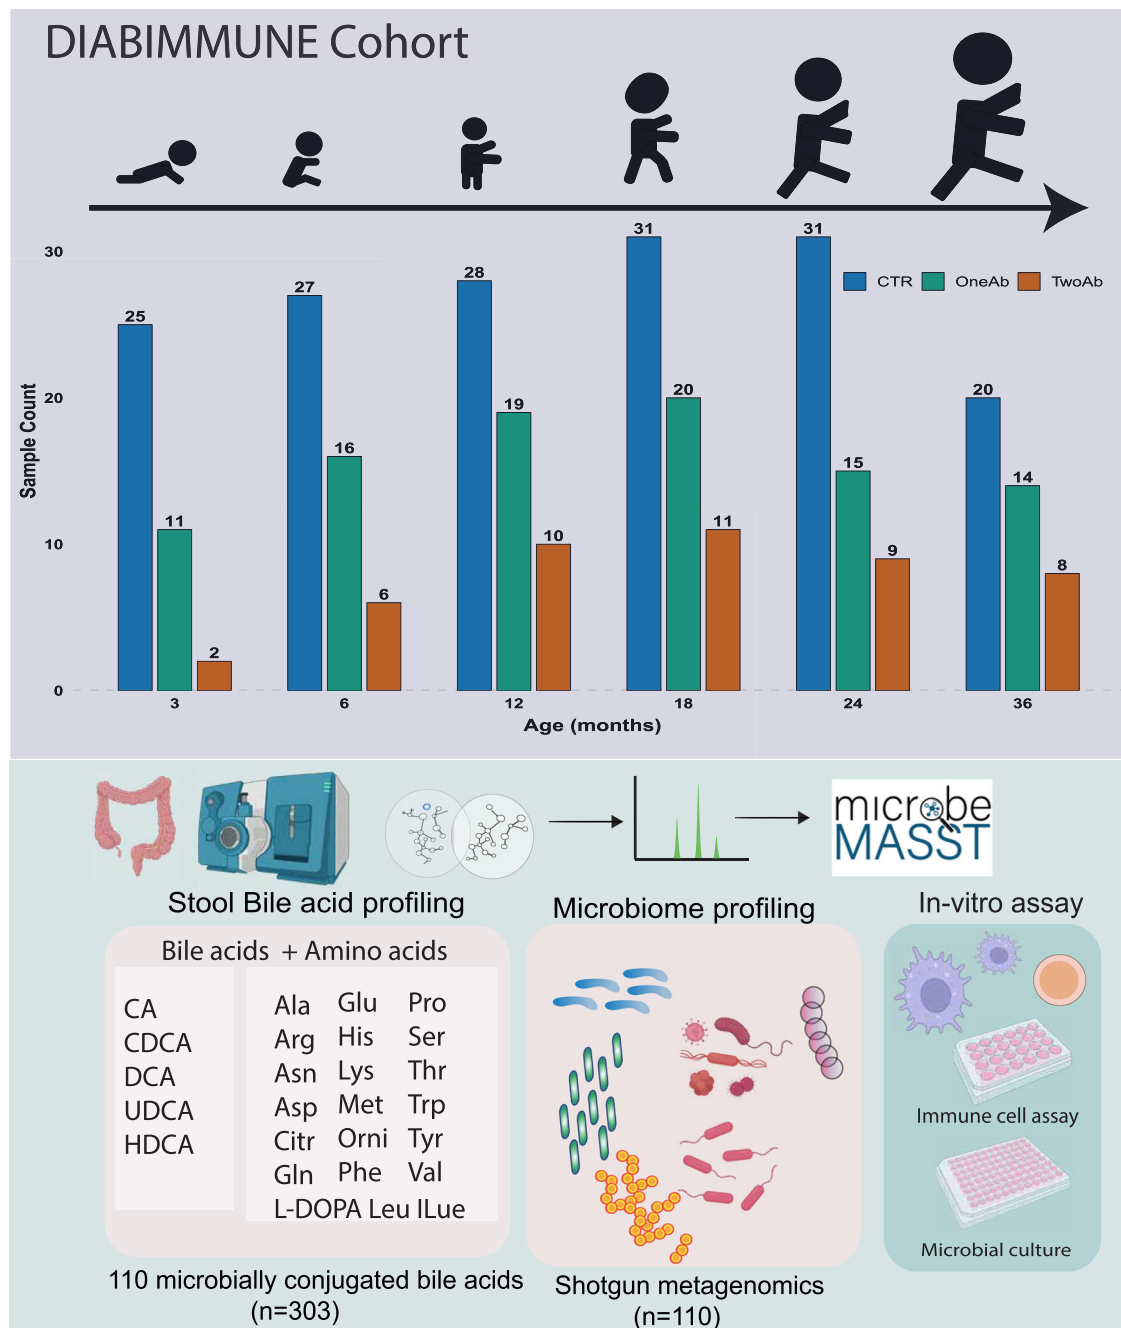 DIABIMMUNE Cohort
31
31
30
28
27
25
CTR OneAb TwoAb
20
20
20
19
16
15
14
Sample Count
11
11
10
10
9
8
6
2
0
3 6 12 18 24 36
Age (months)
microbe
MASST
Stool Bile acid profiling
Microbiome profiling
In-vitro assay
Bile acids + Amino acids
CA
CDCA
DCA
UDCA
HDCA
Ala Glu Pro
Arg His Ser
Asn Lys Thr
Asp Met Trp
Citr Orni Tyr
Gln Phe Val
L-DOPA Leu ILue
Immune cell assay
Microbial culture
110 microbially conjugated bile acids
(n=303)
Shotgun metagenomics
(n=110)